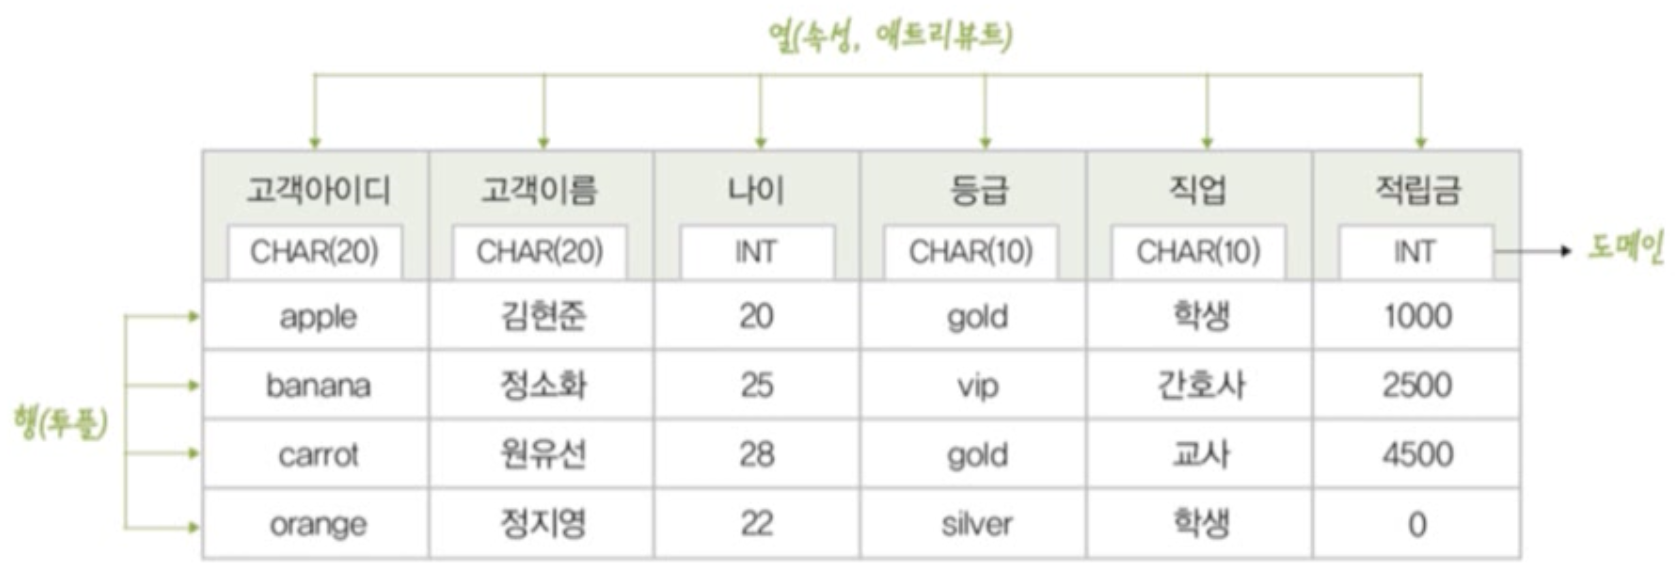 열(속성, 애트리뷰트)
고객아이디 고객이름 나이 등급 직업 적립금
CHAR(20) CHAR(20) INT CHAR(10) CHAR(10) INT 도메인
apple 김현준 20 gold 학생 1000
banana 정소화 25 vip 간호사 2500
행(투플)
carrot 원유선 28 gold 교사 4500
orange 정지영 22 silver 학생 0